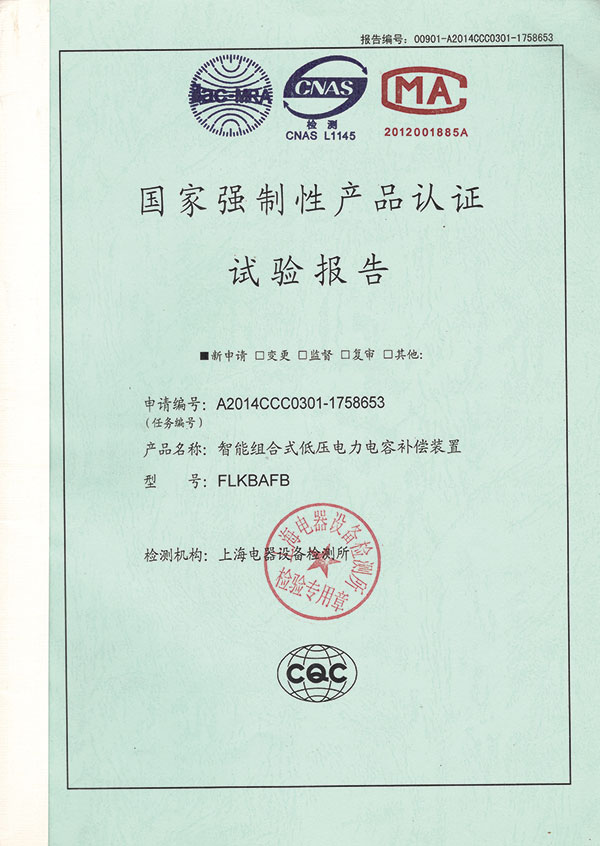 报告编号：00901-A2014CCC0301-1758653
ilac-MRA
CNAS
检 测
CNAS L1145
CMA
2012001885A
国家强制性产品认证
试验报告
■新申请 □变更 □监督 □复审 □其他：
申请编号：A2014CCC0301-1758653
（任务编号）
产品名称：智能组合式低压电力电容补偿装置
型　　号：FLKBAFB
检测机构：上海电器设备检测所
上海电器设备检测所
检验专用章
CQC